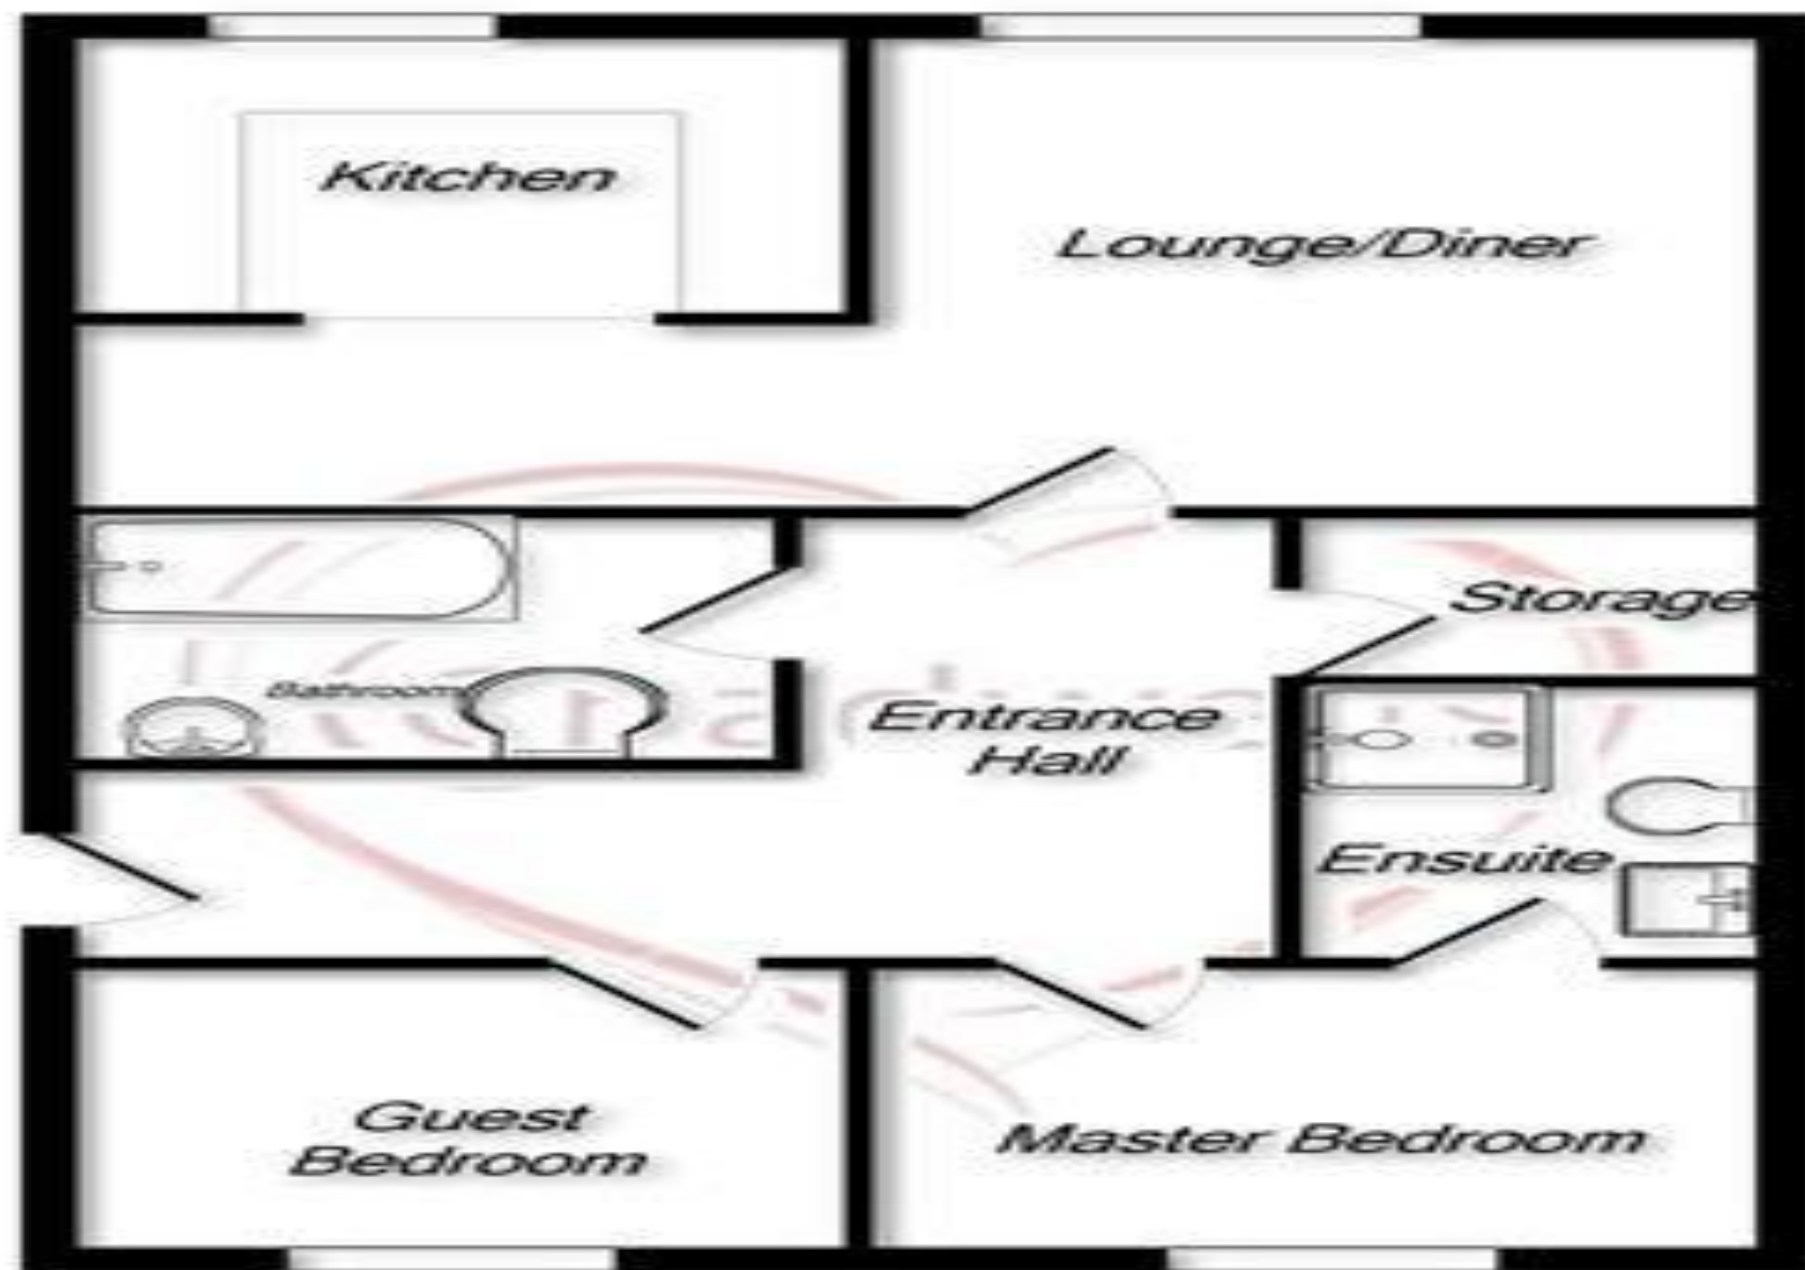 Kitchen
Lounge/Diner
Storage
Bathroom
Entrance
Hall
Ensuite
Guest
Bedroom
Master Bedroom